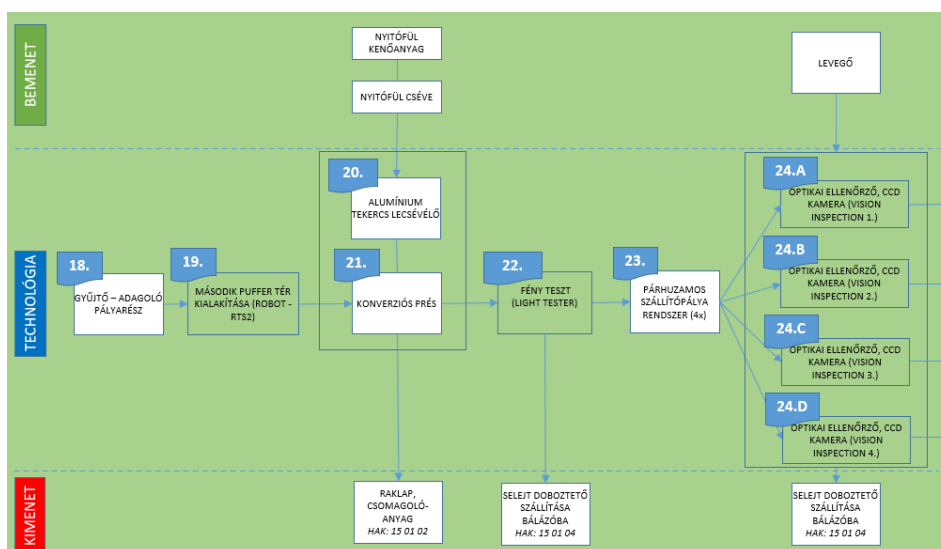 BEMENET
NYITÓFÜL
KENŐANYAG
NYITÓFÜL CSÉVE
LEVEGŐ
TECHNOLÓGIA
18.
GYŰJTŐ – ADAGOLÓ
PÁLYARÉSZ
19.
MÁSODIK PUFFER TÉR
KIALAKÍTÁSA (ROBOT -
RTS2)
20.
ALUMÍNIUM
TEKERCS LECSÉVÉLŐ
21.
KONVERZIÓS PRÉS
22.
FÉNY TESZT
(LIGHT TESTER)
23.
PÁRHUZAMOS
SZÁLLÍTÓPÁLYA
RENDSZER (4x)
24.A
OPTIKAI ELLENŐRZŐ, CCD
KAMERA (VISION
INSPECTION 1.)
24.B
OPTIKAI ELLENŐRZŐ, CCD
KAMERA (VISION
INSPECTION 2.)
24.C
OPTIKAI ELLENŐRZŐ, CCD
KAMERA (VISION
INSPECTION 3.)
24.D
OPTIKAI ELLENŐRZŐ, CCD
KAMERA (VISION
INSPECTION 4.)
KIMENET
RAKLAP,
CSOMAGOLÓ-
ANYAG
HAK: 15 01 02
SELEJT DOBOZTETŐ
SZÁLLÍTÁSA
BÁLÁZÓBA
HAK: 15 01 04
SELEJT DOBOZTETŐ
SZÁLLÍTÁSA
BÁLÁZÓBA
HAK: 15 01 04